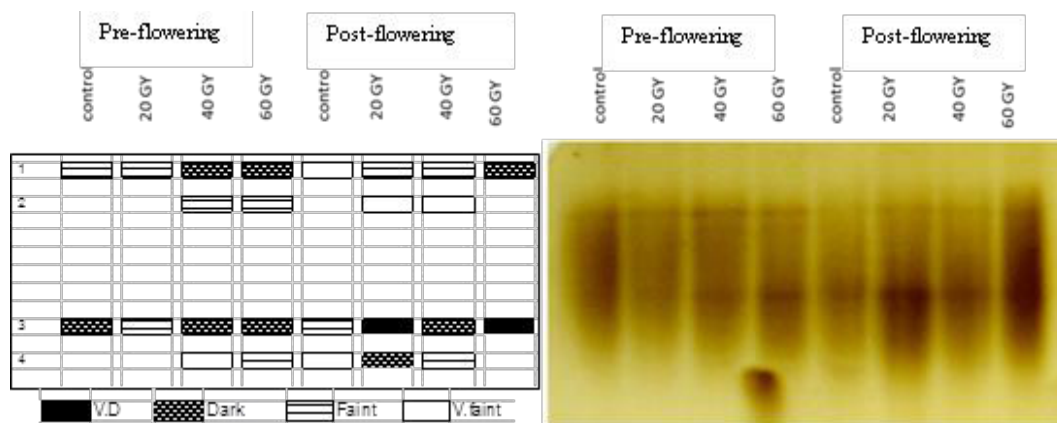 Pre-flowering Post-flowering Pre-flowering Post-flowering
control 20 GY 40 GY 60 GY contro 20 GY 40 GY 60 GY control 20 GY 40 GY 60 GY control 20 GY 40 GY 60 GY
1
2
3
4
V.D Dark Faint V.faint